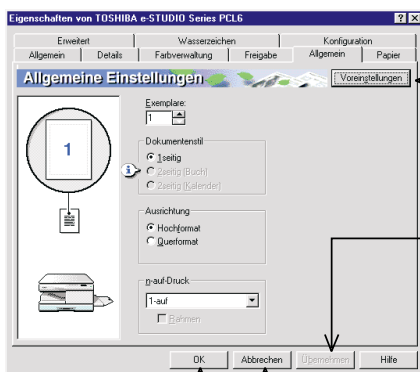 Eigenschaften von TOSHIBA e-STUDIO Series PCL6
Erweitert Wasserzeichen Konfiguration
Allgemein Details Farbverwaltung Freigabe Allgemein Papier
Allgemeine Einstellungen Voreinstellungen
Exemplare:
1
1
Dokumentenstil
1seitig
2seitig (Buch)
2seitig (Kalender)
Ausrichtung
Hochformat
Querformat
n-auf-Druck
1-auf
Rahmen
OK Abbrechen Übernehmen Hilfe